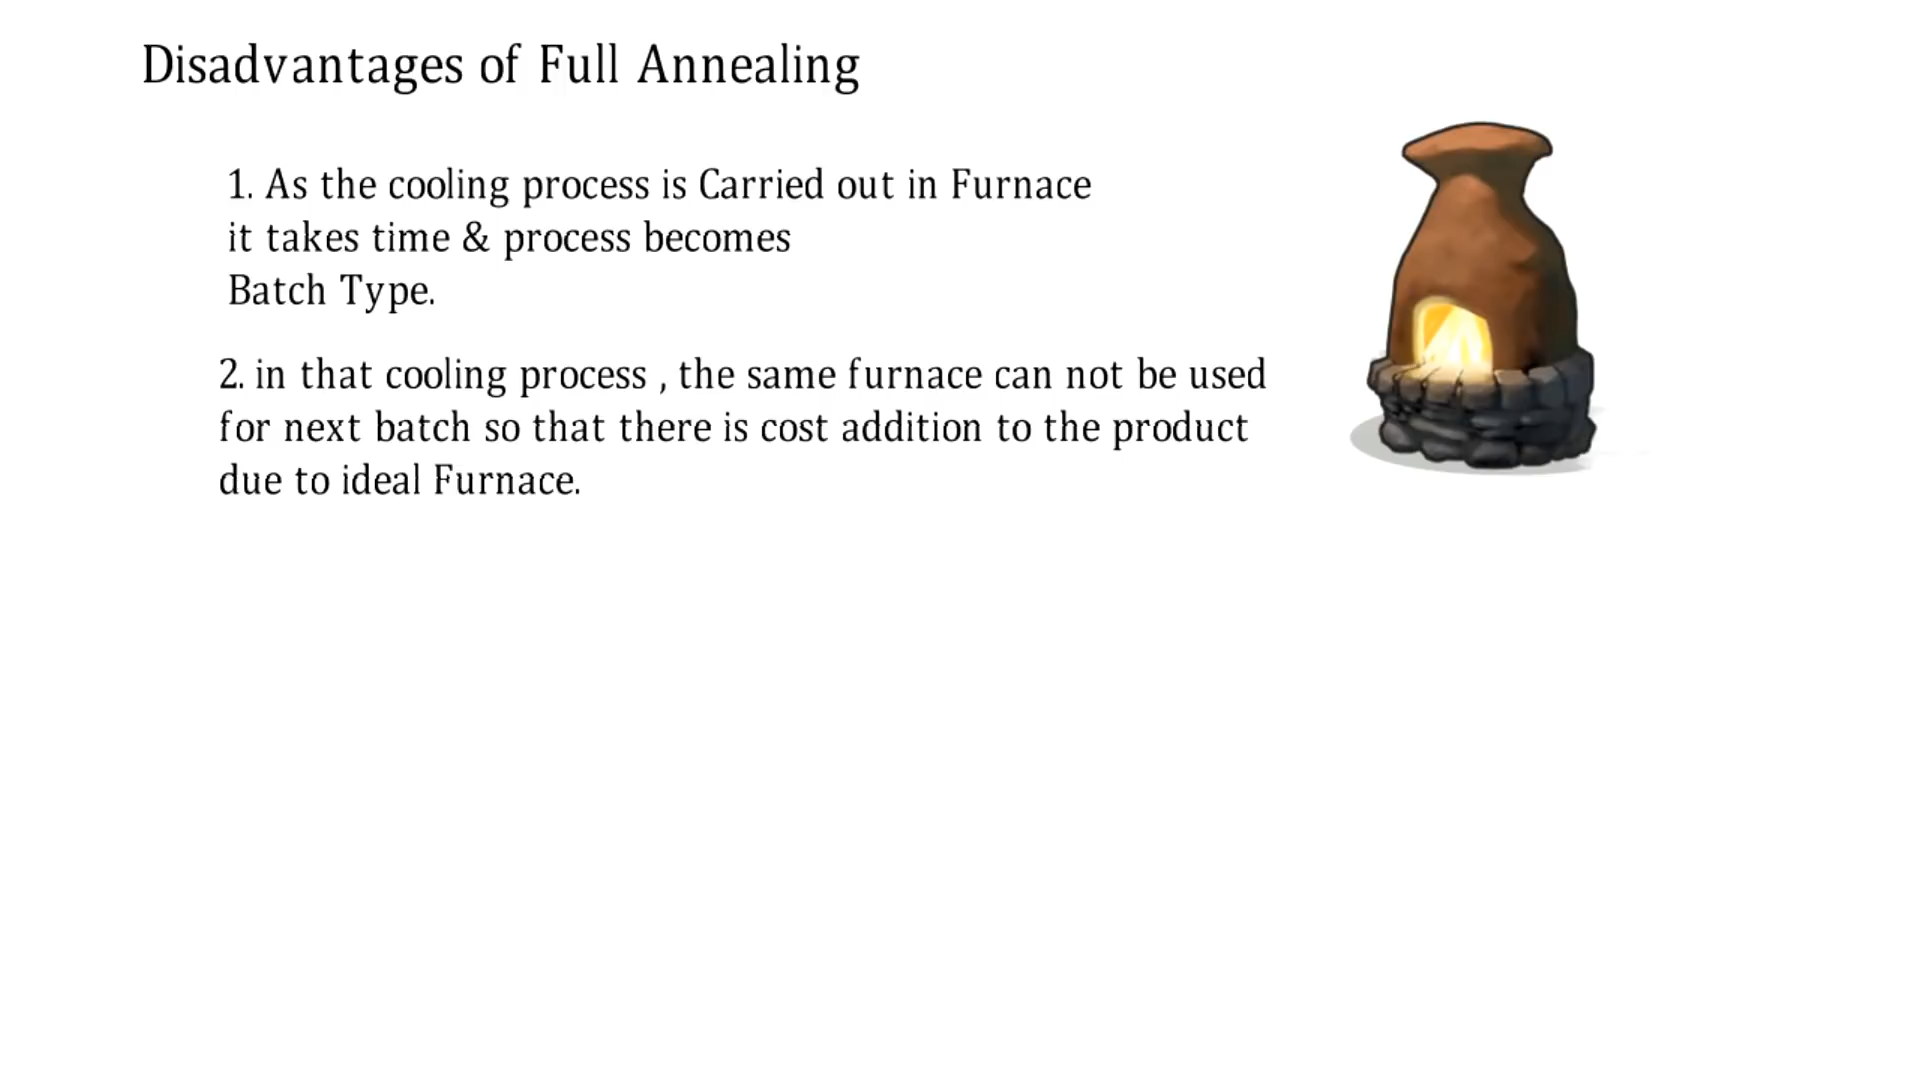 Disadvantages of Full Annealing
1. As the cooling process is Carried out in Furnace
it takes time & process becomes
Batch Type.
2. in that cooling process , the same furnace can not be used
for next batch so that there is cost addition to the product
due to ideal Furnace.